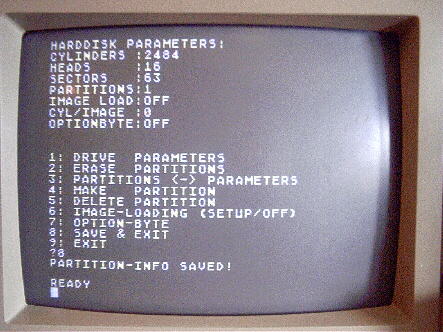 HARDDISK PARAMETERS:
CYLINDERS :2484
HEADS :16
SECTORS :63
PARTITIONS:1
IMAGE LOAD:OFF
CYL/IMAGE :0
OPTIONBYTE:OFF
1: DRIVE PARAMETERS
2: ERASE PARTITIONS
3: PARTITIONS <-> PARAMETERS
4: MAKE PARTITION
5: DELETE PARTITION
6: IMAGE-LOADING (SETUP/OFF)
7: OPTION-BYTE
8: SAVE & EXIT
9: EXIT
?8
PARTITION-INFO SAVED!
READY